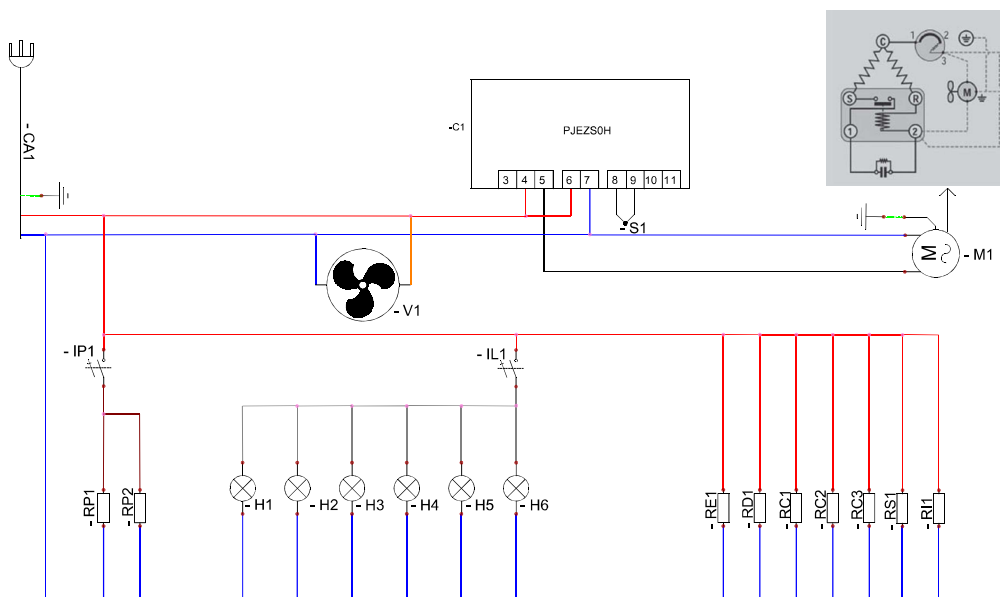 C
1
2
3
M
S
R
1
2
- CA1
-C1
PJEZS0H
3 4 5 6 7 8 9 10 11
- S1
M
- M1
- V1
- IP1
- IL1
- RP1
- RP2
- H1
- H2
- H3
- H4
- H5
- H6
- RE1
- RD1
- RC1
- RC2
- RC3
- RS1
- RI1